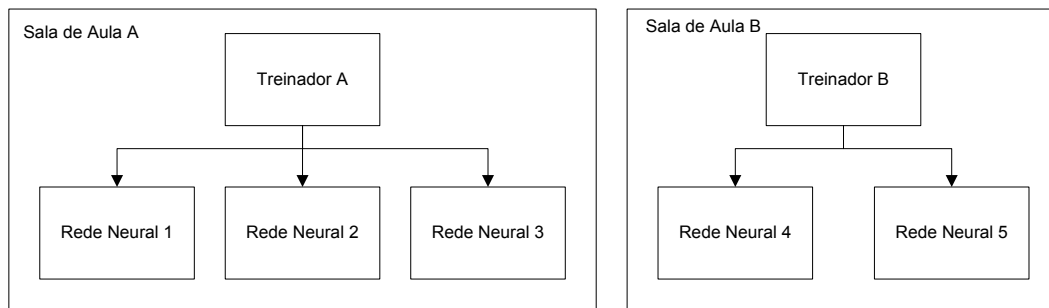 Sala de Aula A
Treinador A
Rede Neural 1
Rede Neural 2
Rede Neural 3
Sala de Aula B
Treinador B
Rede Neural 4
Rede Neural 5